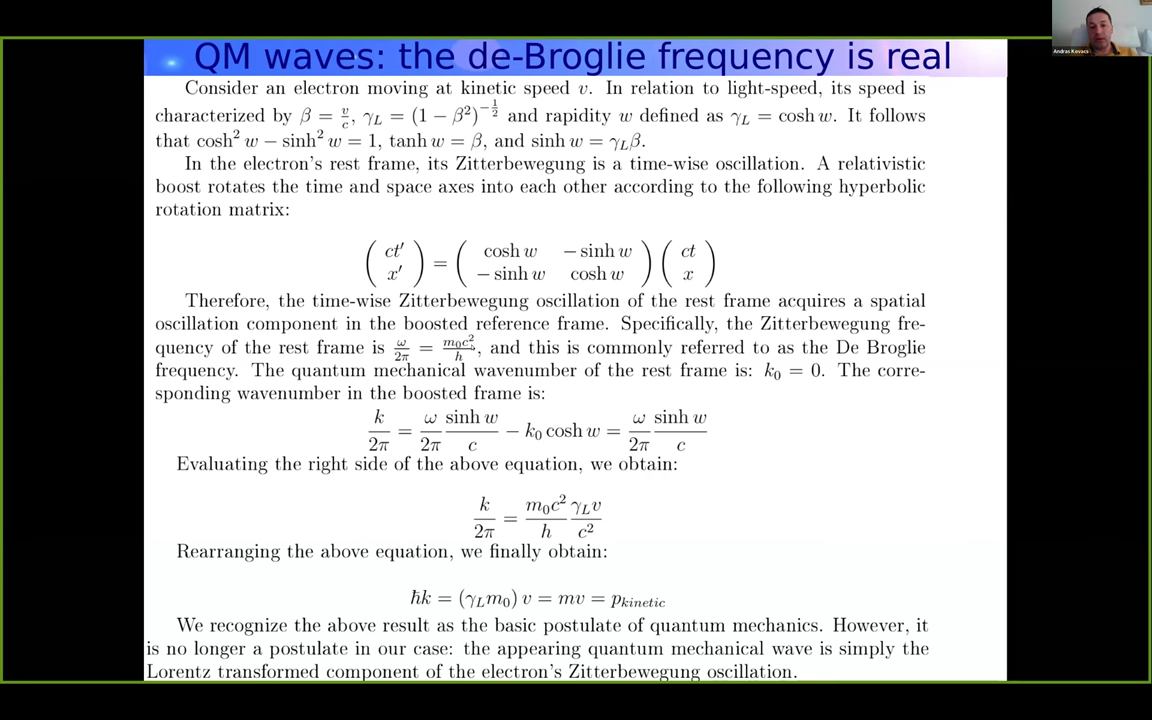 QM waves: the de-Broglie frequency is real
Andras Kovacs
Consider an electron moving at kinetic speed v. In relation to light-speed, its speed is
characterized by β = v/c, γ_L = (1 − β²)^(−1/2) and rapidity w defined as γ_L = cosh w. It follows
that cosh² w − sinh² w = 1, tanh w = β, and sinh w = γ_Lβ.
In the electron's rest frame, its Zitterbewegung is a time-wise oscillation. A relativistic
boost rotates the time and space axes into each other according to the following hyperbolic
rotation matrix:
( ct′ ) = ( cosh w − sinh w ) ( ct )
( x′ ) ( − sinh w cosh w ) ( x )
Therefore, the time-wise Zitterbewegung oscillation of the rest frame acquires a spatial
oscillation component in the boosted reference frame. Specifically, the Zitterbewegung fre-
quency of the rest frame is ω/2π = m₀c²/h, and this is commonly referred to as the De Broglie
frequency. The quantum mechanical wavenumber of the rest frame is: k₀ = 0. The corre-
sponding wavenumber in the boosted frame is:
k/2π = ω/2π sinh w/c − k₀ cosh w = ω/2π sinh w/c
Evaluating the right side of the above equation, we obtain:
k/2π = m₀c²/h γ_Lv/c²
Rearranging the above equation, we finally obtain:
ħk = (γ_Lm₀) v = mv = p_kinetic
We recognize the above result as the basic postulate of quantum mechanics. However, it
is no longer a postulate in our case: the appearing quantum mechanical wave is simply the
Lorentz transformed component of the electron's Zitterbewegung oscillation.